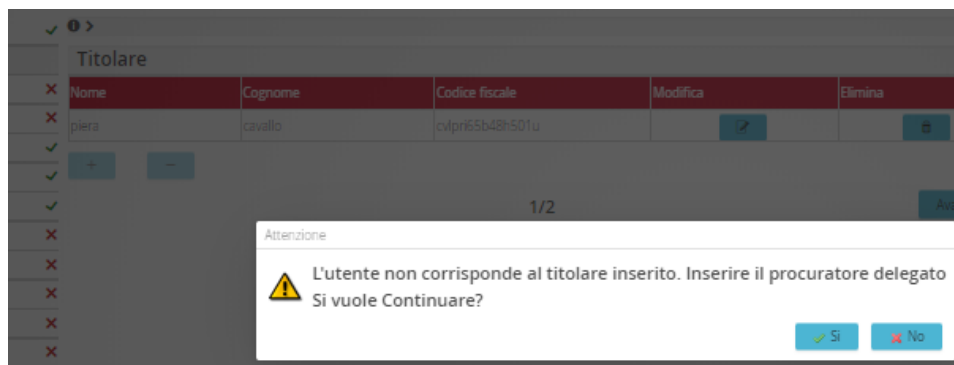 Titolare
Nome Cognome Codice fiscale Modifica Elimina
piera cavallo cvlpri65b48h501u
1/2
Attenzione
L'utente non corrisponde al titolare inserito. Inserire il procuratore delegato
Si vuole Continuare?
Si No